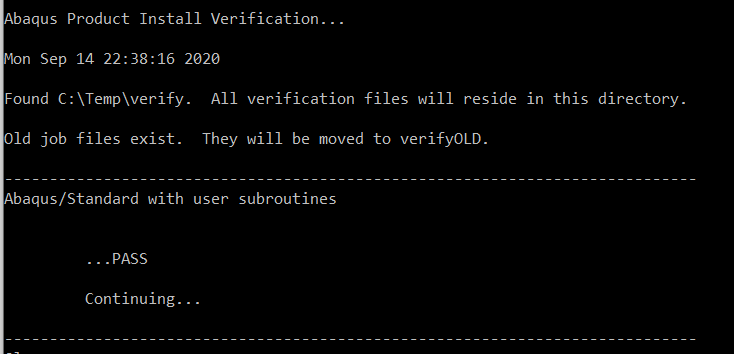 Abaqus Product Install Verification...
Mon Sep 14 22:38:16 2020
Found C:\Temp\verify.  All verification files will reside in this directory.
Old job files exist.  They will be moved to verifyOLD.
-----------------------------------------------------------------------------
Abaqus/Standard with user subroutines
...PASS
Continuing...
-----------------------------------------------------------------------------